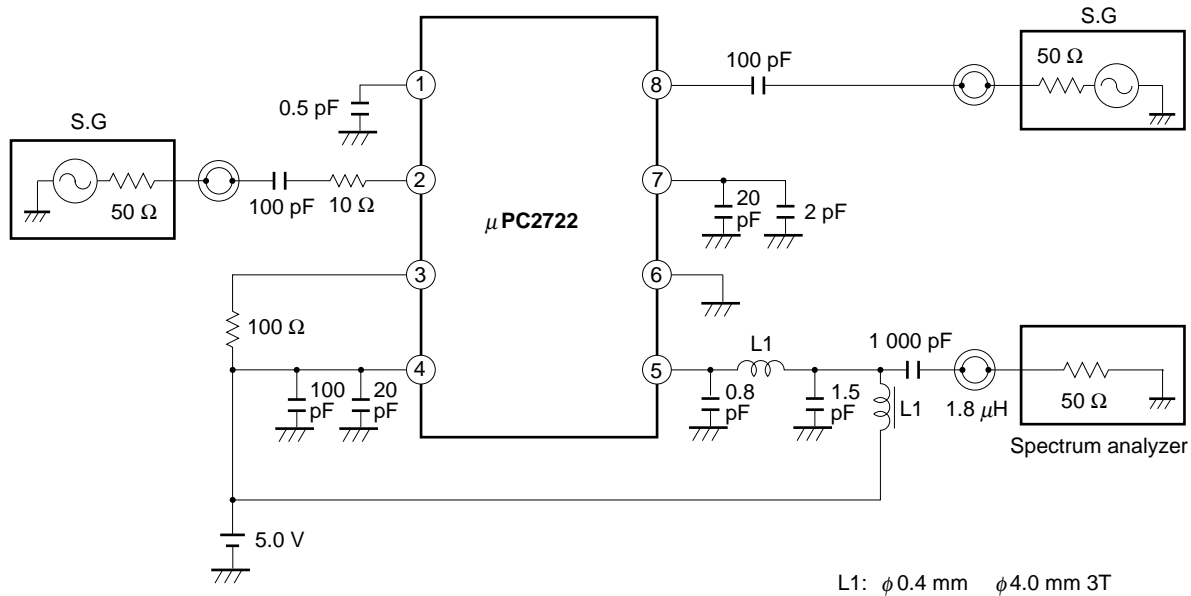 S.G
50 Ω
100 pF
10 Ω
0.5 pF
100 Ω
100 pF
20 pF
5.0 V
1
2
3
4
µPC2722
8
7
6
5
100 pF
S.G
50 Ω
20 pF
2 pF
L1
0.8 pF
1.5 pF
1 000 pF
L1
1.8 µH
50 Ω
Spectrum analyzer
L1: φ0.4 mm φ4.0 mm 3T